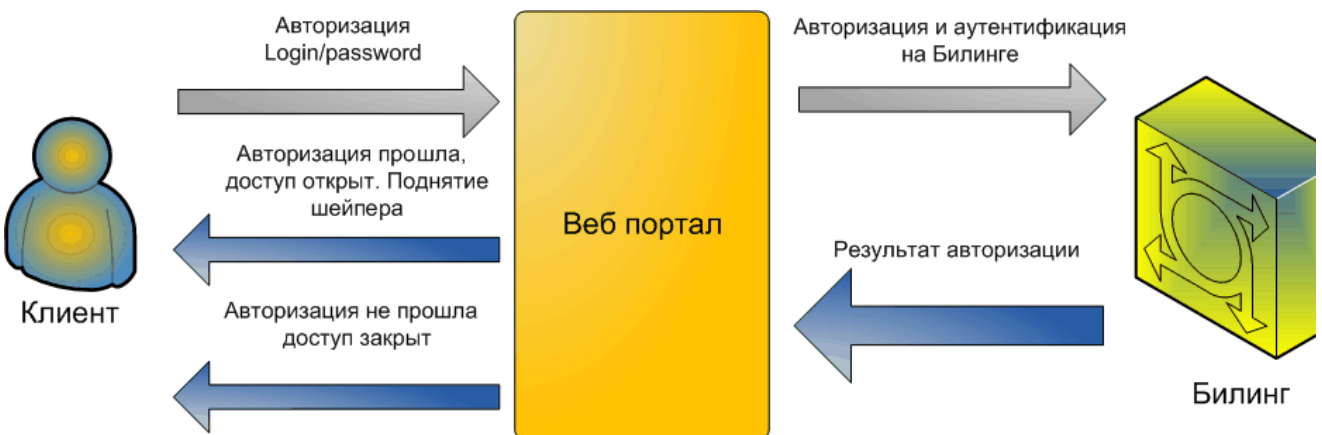 Авторизация
Login/password
Авторизация и аутентификация
на Билинге
Авторизация прошла,
доступ открыт. Поднятие
шейпера
Веб портал
Результат авторизации
Клиент
Авторизация не прошла
доступ закрыт
Билинг